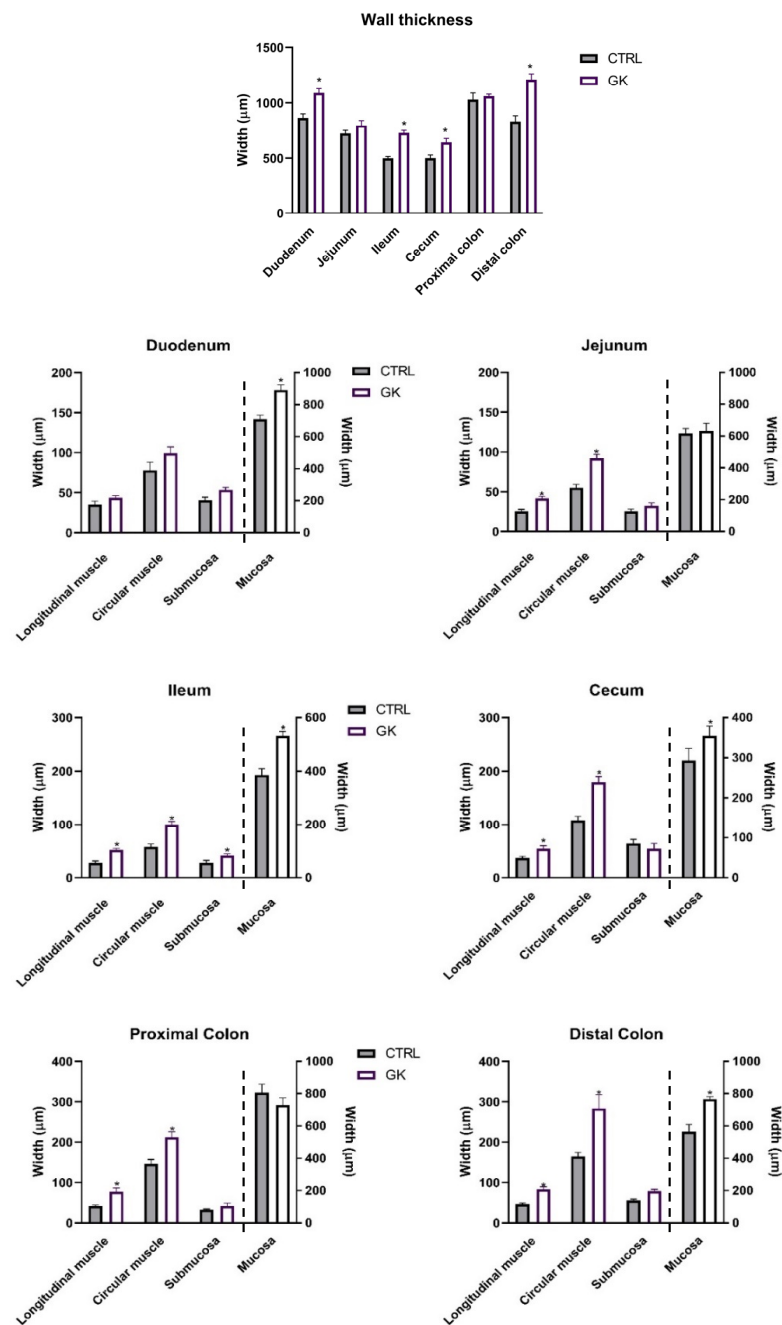 Wall thickness
Width (μm)
1500
1000
500
0
* * * *
CTRL
GK
Duodenum
Jejunum
Ileum
Cecum
Proximal colon
Distal colon
Duodenum
Width (μm)
200
150
100
50
0
*
1000
800
600
400
200
0
Width (μm)
CTRL
GK
Longitudinal muscle
Circular muscle
Submucosa
Mucosa
Jejunum
Width (μm)
200
150
100
50
0
* *
1000
800
600
400
200
0
Width (μm)
Longitudinal muscle
Circular muscle
Submucosa
Mucosa
Ileum
Width (μm)
300
200
100
0
* * * *
600
400
200
0
Width (μm)
CTRL
GK
Longitudinal muscle
Circular muscle
Submucosa
Mucosa
Cecum
Width (μm)
300
200
100
0
* * *
400
300
200
100
0
Width (μm)
Longitudinal muscle
Circular muscle
Submucosa
Mucosa
Proximal Colon
Width (μm)
400
300
200
100
0
* *
1000
800
600
400
200
0
Width (μm)
CTRL
GK
Longitudinal muscle
Circular muscle
Submucosa
Mucosa
Distal Colon
Width (μm)
400
300
200
100
0
* * *
1000
800
600
400
200
0
Width (μm)
Longitudinal muscle
Circular muscle
Submucosa
Mucosa